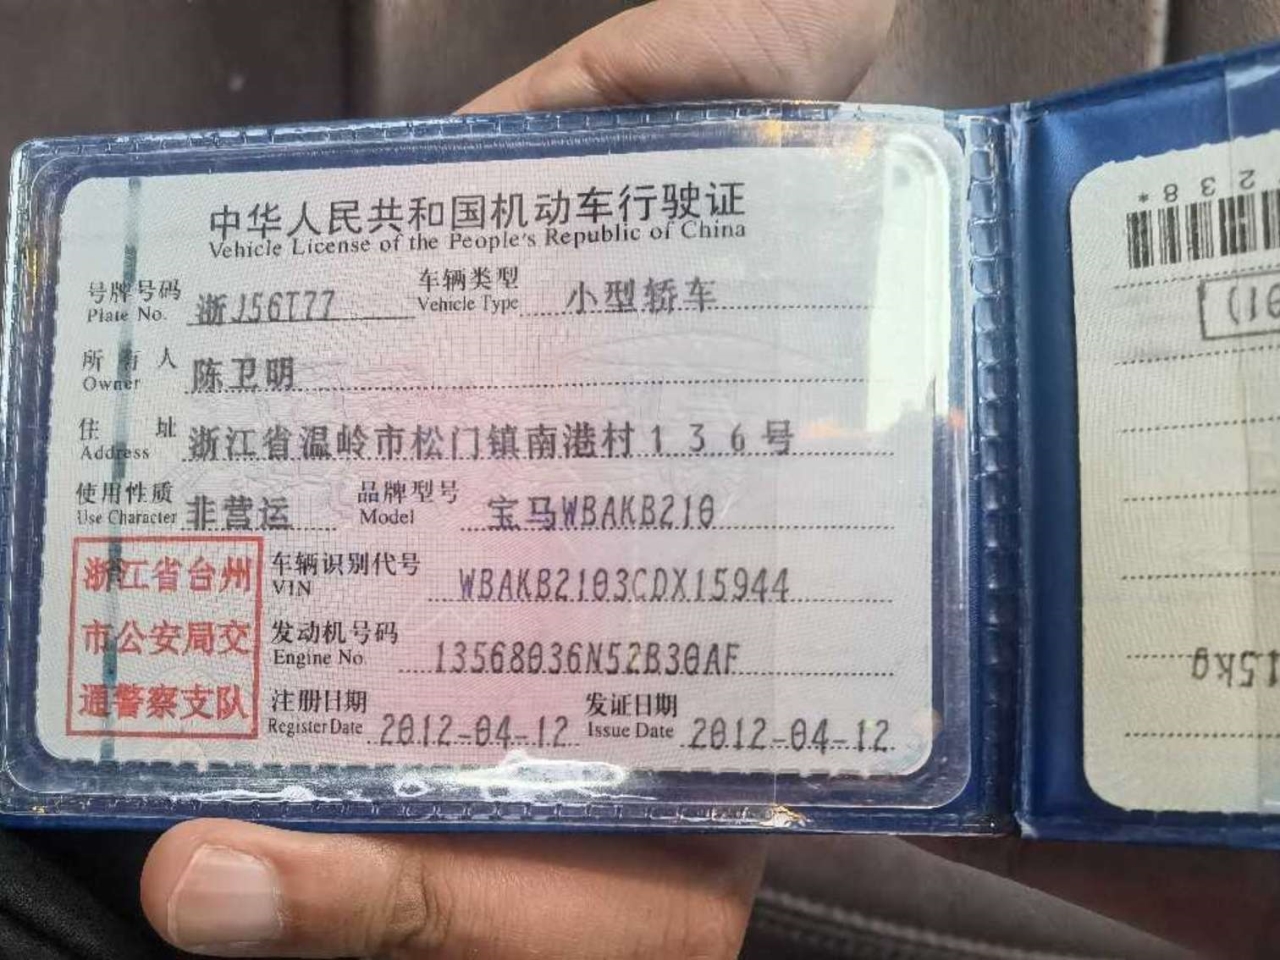 中华人民共和国机动车行驶证
Vehicle License of the People's Republic of China
号牌号码 浙J56T77 车辆类型 小型轿车
Plate No. Vehicle Type
所有人 陈卫明
Owner
住址 浙江省温岭市松门镇南港村136号
Address
使用性质 非营运 品牌型号 宝马WBAKB210
Use Character Model
浙江省台州
市公安局交
通警察支队
车辆识别代号 WBAKB2103CDX15944
VIN
发动机号码 13568036N52B30AF
Engine No.
注册日期 2012-04-12 发证日期 2012-04-12
Register Date Issue Date
238*
01)
15kg